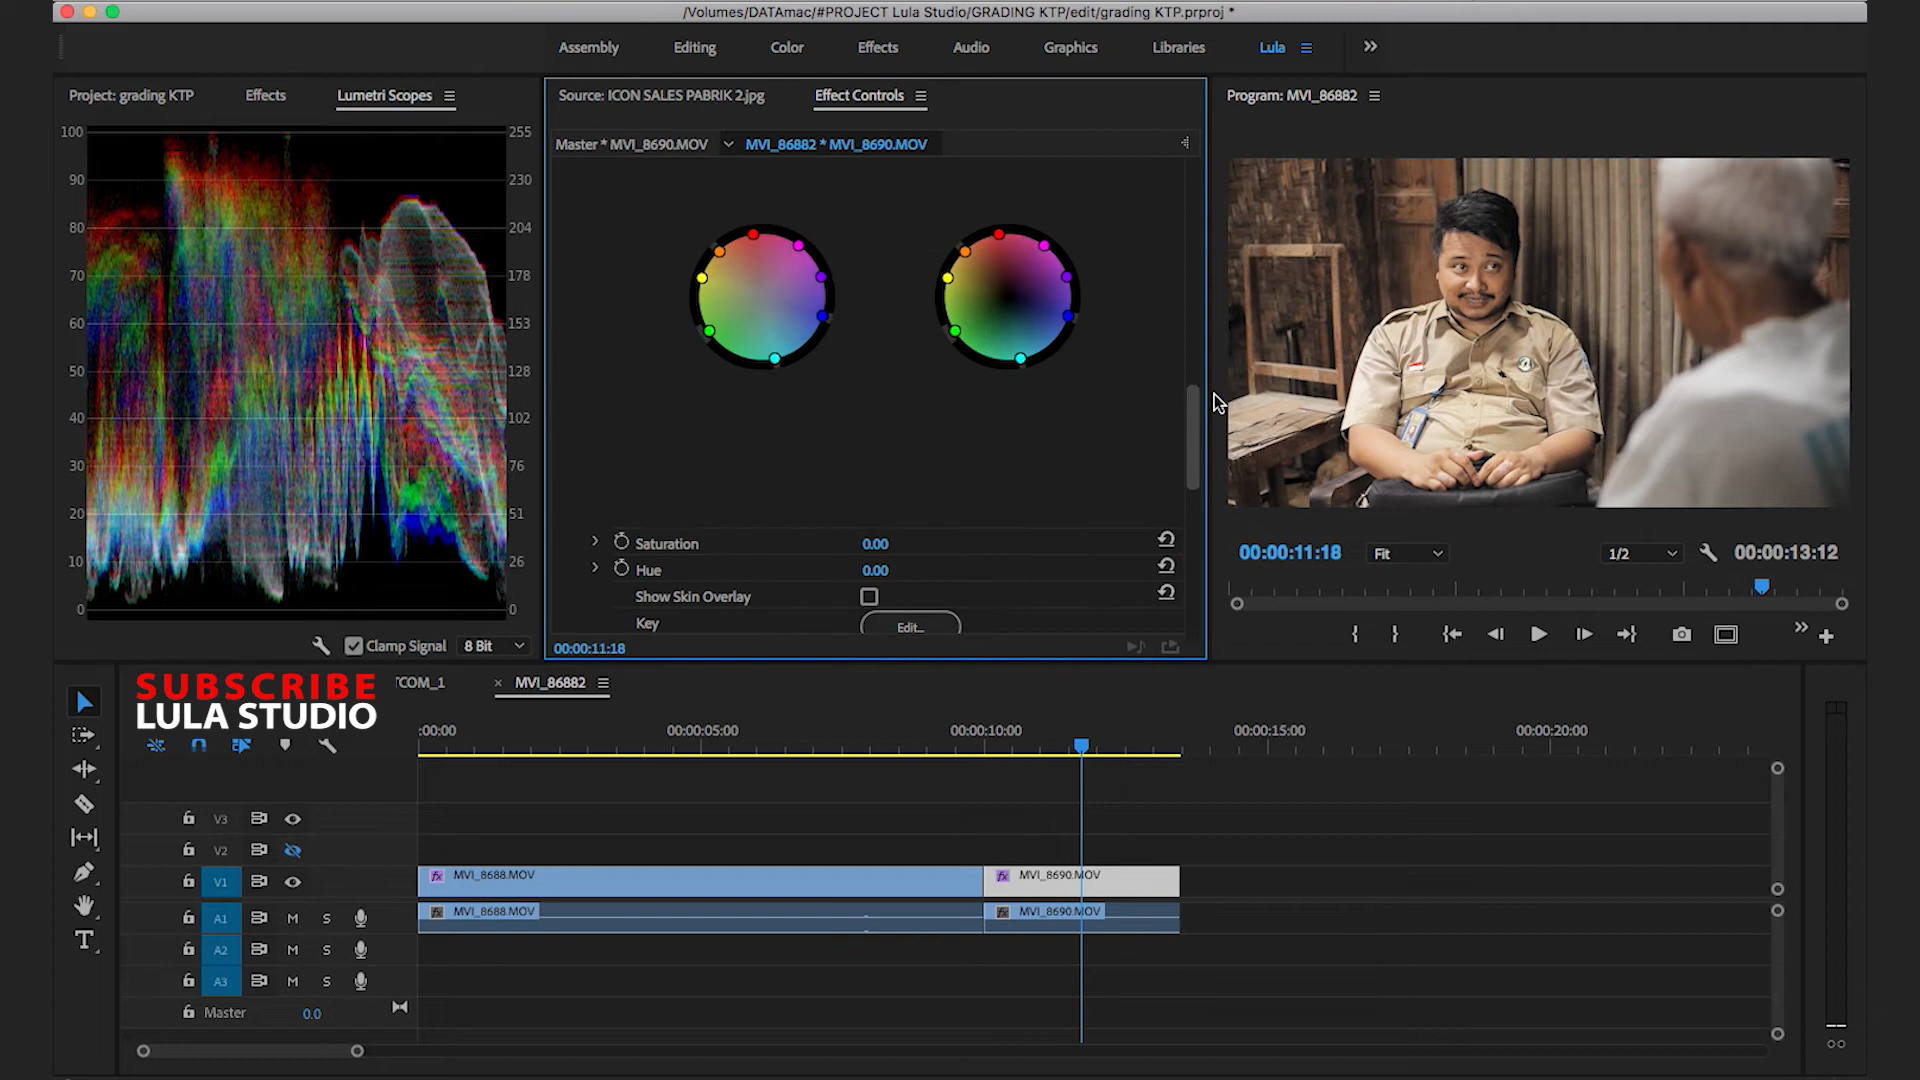 /Volumes/DATAmac/#PROJECT Lula Studio/GRADING KTP/edit/grading KTP.prproj *
Assembly Editing Color Effects Audio Graphics Libraries Lula
Project: grading KTP Effects Lumetri Scopes
Source: ICON SALES PABRIK 2.jpg Effect Controls
Program: MVI_86882
Master * MVI_8690.MOV MVI_86882 * MVI_8690.MOV
100 255
90 230
80 204
70 178
60 153
50 128
40 102
30 76
20 51
10 26
0 0
Clamp Signal 8 Bit
Saturation 0.00
Hue 0.00
Show Skin Overlay
Key Edit...
00:00:11:18
00:00:11:18 Fit 1/2 00:00:13:12
SUBSCRIBE
LULA STUDIO
TCOM_1 × MVI_86882
:00:00 00:00:05:00 00:00:10:00 00:00:15:00 00:00:20:00
V3
V2
V1 fx MVI_8688.MOV fx MVI_8690.MOV
A1 M S fx MVI_8688.MOV fx MVI_8690.MOV
A2 M S
A3 M S
Master 0.0
T